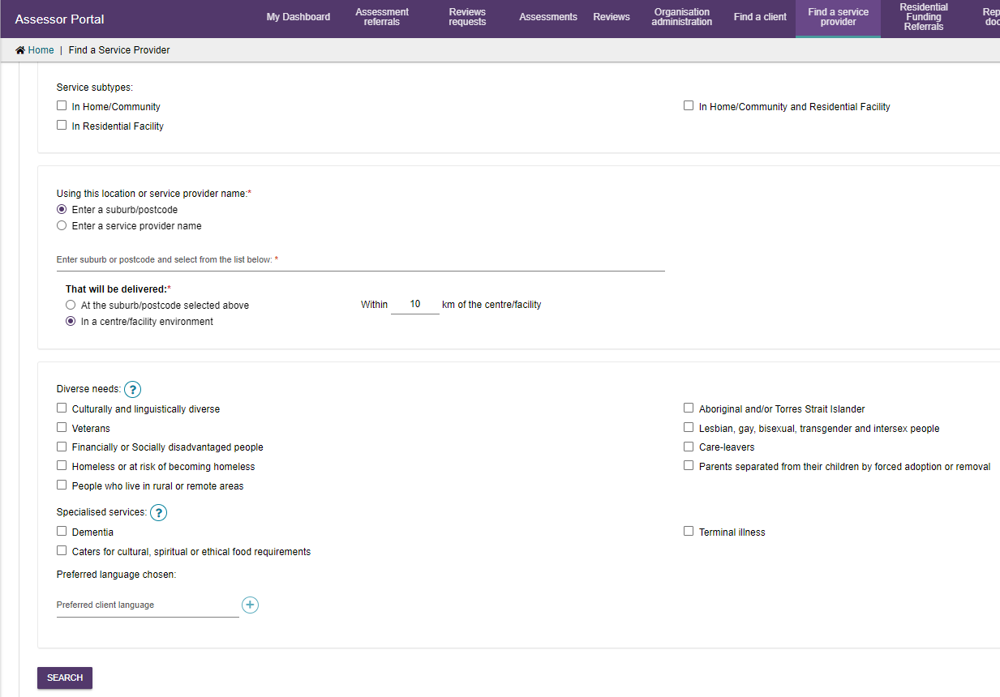 Assessor Portal
My Dashboard
Assessment
referrals
Reviews
requests
Assessments
Reviews
Organisation
administration
Find a client
Find a service
provider
Residential
Funding
Referrals
Home | Find a Service Provider
Service subtypes:
In Home/Community
In Home/Community and Residential Facility
In Residential Facility
Using this location or service provider name:*
Enter a suburb/postcode
Enter a service provider name
Enter suburb or postcode and select from the list below: *
That will be delivered:*
At the suburb/postcode selected above
Within 10 km of the centre/facility
In a centre/facility environment
Diverse needs: ?
Culturally and linguistically diverse
Aboriginal and/or Torres Strait Islander
Veterans
Lesbian, gay, bisexual, transgender and intersex people
Financially or Socially disadvantaged people
Care-leavers
Homeless or at risk of becoming homeless
Parents separated from their children by forced adoption or removal
People who live in rural or remote areas
Specialised services: ?
Dementia
Terminal illness
Caters for cultural, spiritual or ethical food requirements
Preferred language chosen:
Preferred client language
SEARCH